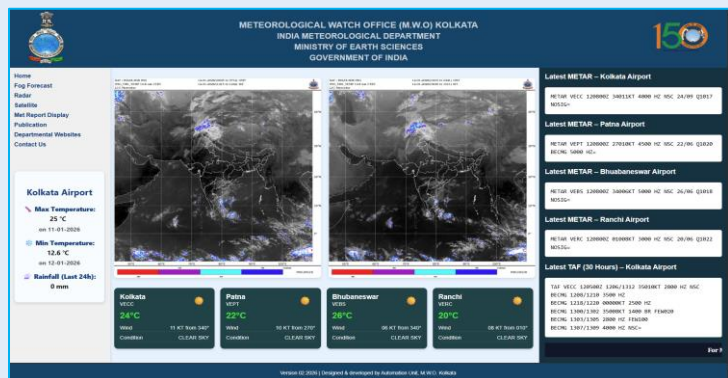 METEOROLOGICAL WATCH OFFICE (M.W.O) KOLKATA
INDIA METEOROLOGICAL DEPARTMENT
MINISTRY OF EARTH SCIENCES
GOVERNMENT OF INDIA
150
Home
Fog Forecast
Radar
Satellite
Met Report Display
Publication
Departmental Websites
Contact Us
Kolkata Airport
Max Temperature:
25 °C
on 11-01-2026
Min Temperature:
12.6 °C
on 12-01-2026
Rainfall (Last 24h):
0 mm
Kolkata
VECC
24°C
Wind 11 KT from 340°
Condition CLEAR SKY
Patna
VEPT
22°C
Wind 10 KT from 270°
Condition CLEAR SKY
Bhubaneswar
VEBS
26°C
Wind 06 KT from 340°
Condition CLEAR SKY
Ranchi
VERC
20°C
Wind 08 KT from 010°
Condition CLEAR SKY
Latest METAR – Kolkata Airport
METAR VECC 120800Z 34011KT 4000 HZ NSC 24/09 Q1017
NOSIG=
Latest METAR – Patna Airport
METAR VEPT 120800Z 27010KT 4500 HZ NSC 22/06 Q1020
BECMG 5000 HZ=
Latest METAR – Bhuabaneswar Airport
METAR VEBS 120800Z 34006KT 5000 HZ NSC 26/06 Q1018
NOSIG=
Latest METAR – Ranchi Airport
METAR VERC 120800Z 01008KT 3000 HZ NSC 20/06 Q1022
NOSIG=
Latest TAF (30 Hours) – Kolkata Airport
TAF VECC 120500Z 1206/1312 35010KT 2800 HZ NSC
BECMG 1208/1210 3500 HZ
BECMG 1218/1220 00000KT 2500 HZ
BECMG 1300/1302 35008KT 1400 BR FEW020
BECMG 1303/1305 2800 HZ FEW100
BECMG 1307/1309 4000 HZ NSC=
Version 02.2026 | Designed & developed by Automation Unit, M.W.O. Kolkata